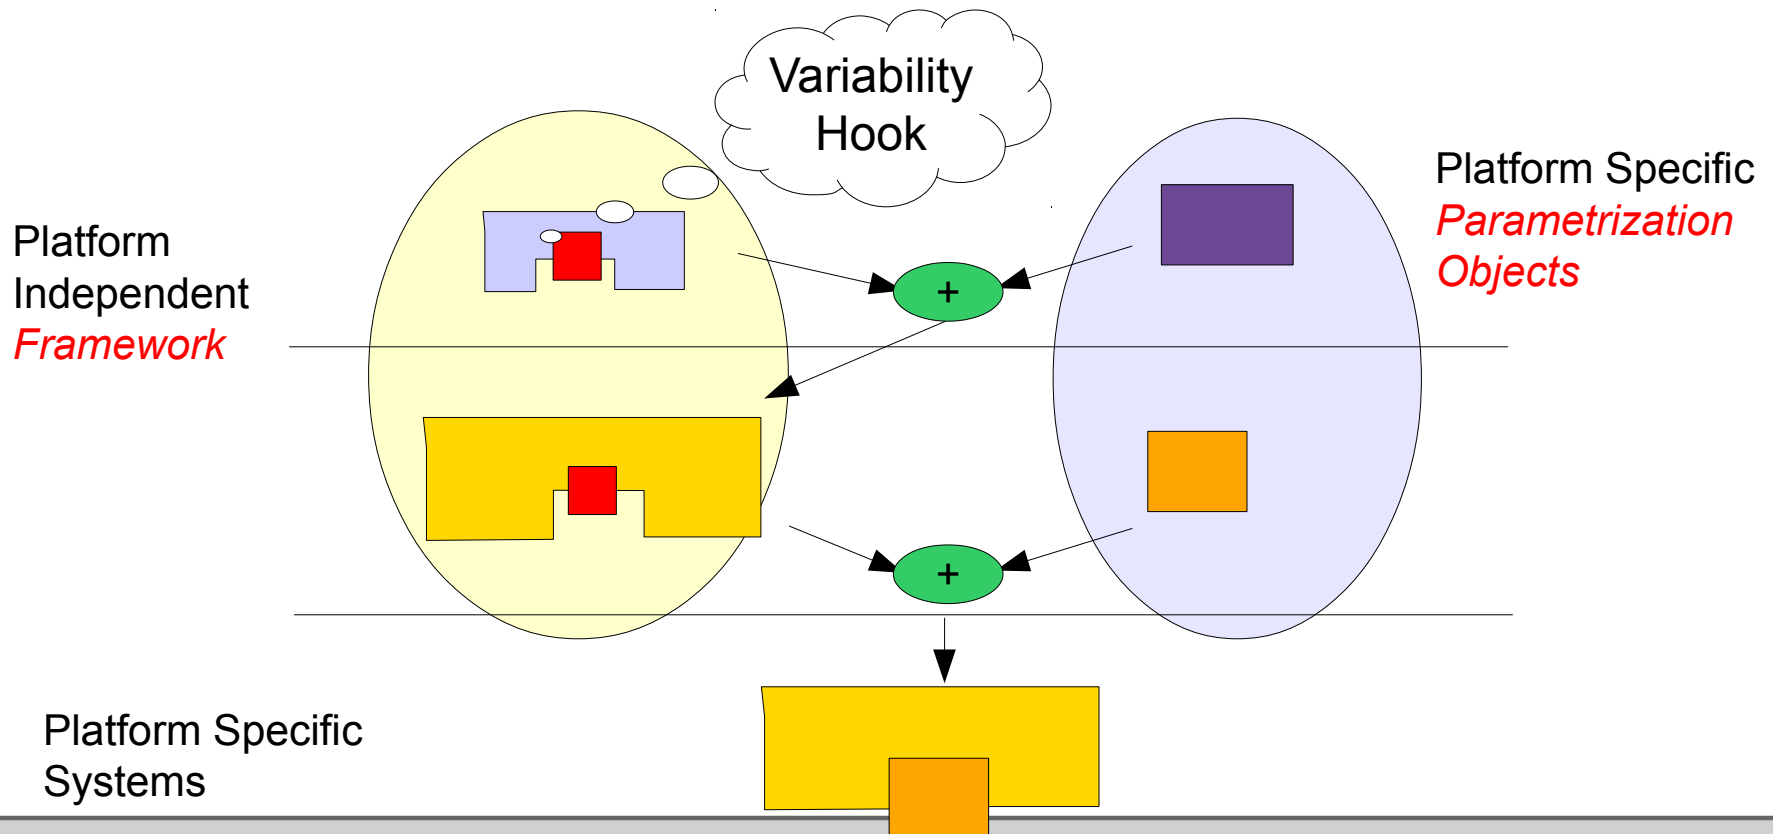 Variability
Hook
Platform
Independent
Framework
Platform Specific
Parametrization
Objects
+
+
Platform Specific
Systems